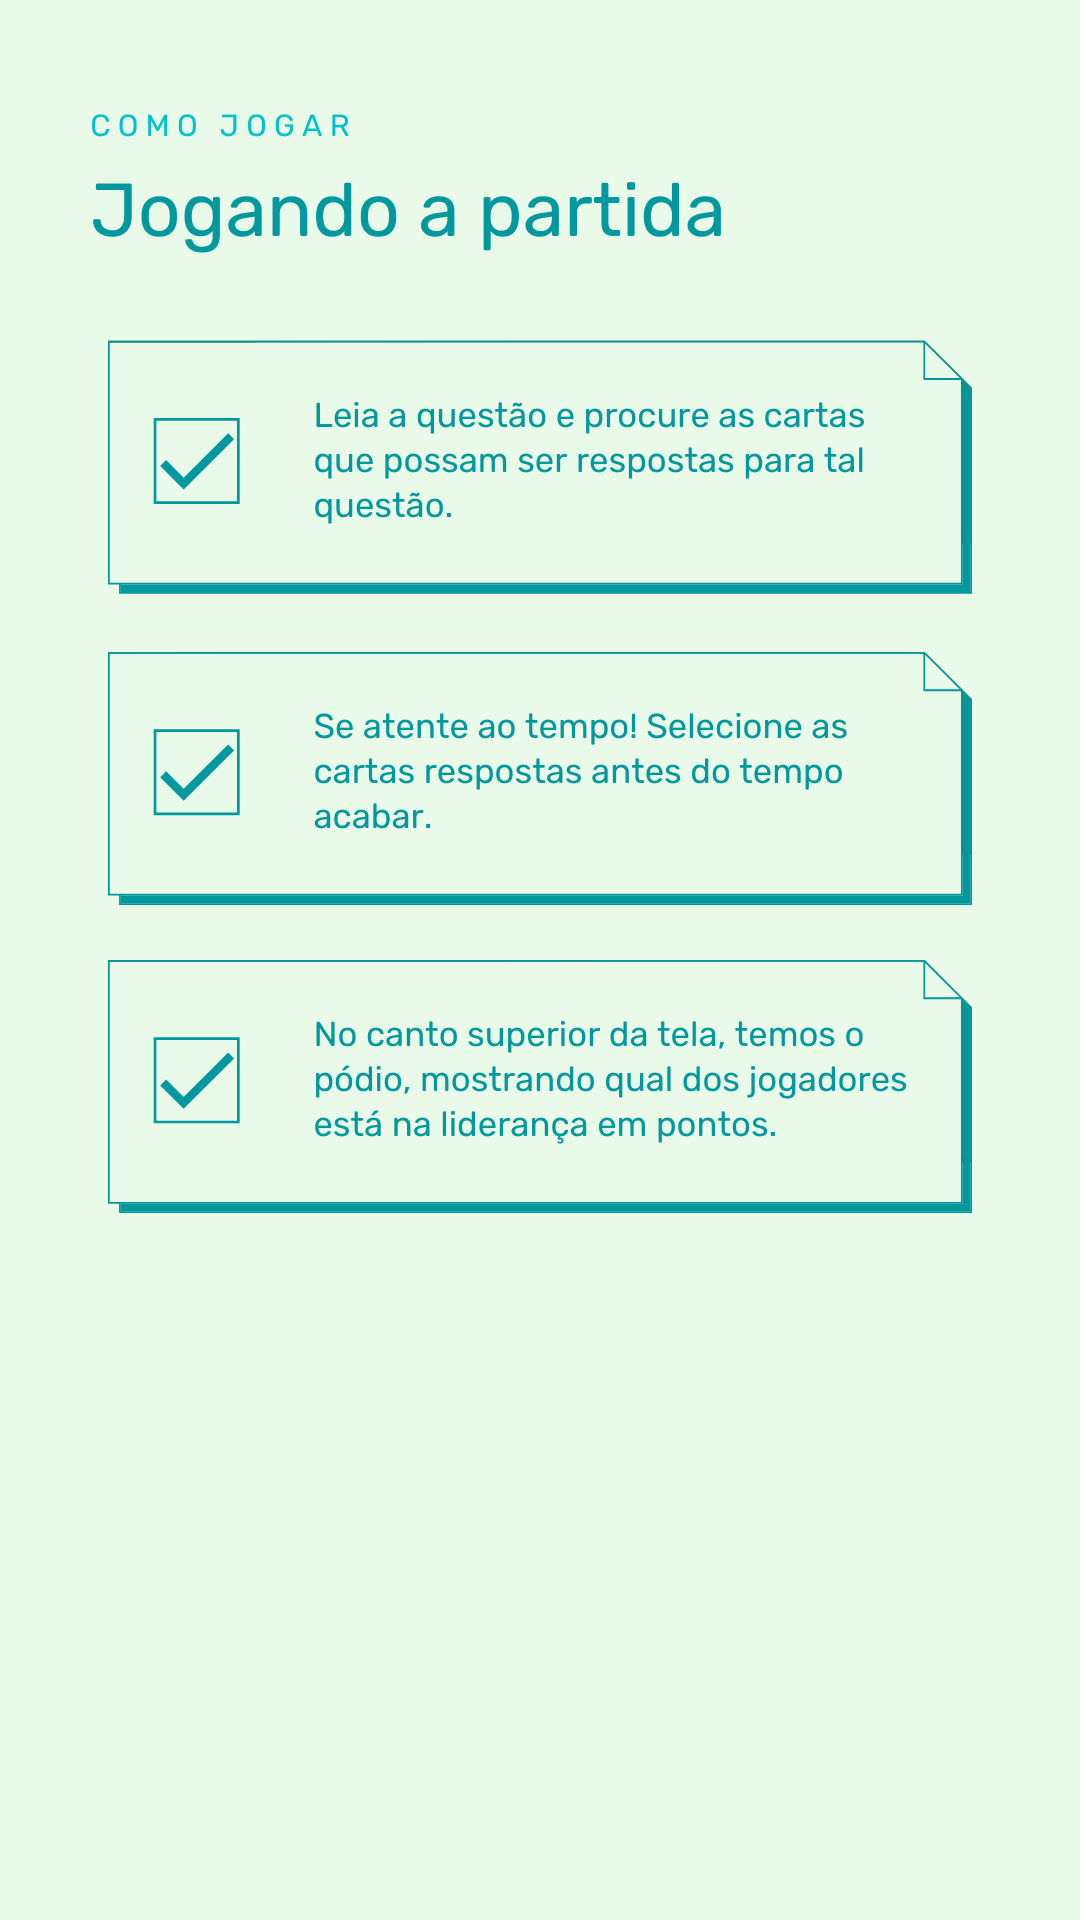 COMO JOGAR
Jogando a partida
Leia a questão e procure as cartas
que possam ser respostas para tal
questão.
Se atente ao tempo! Selecione as
cartas respostas antes do tempo
acabar.
No canto superior da tela, temos o
pódio, mostrando qual dos jogadores
está na liderança em pontos.